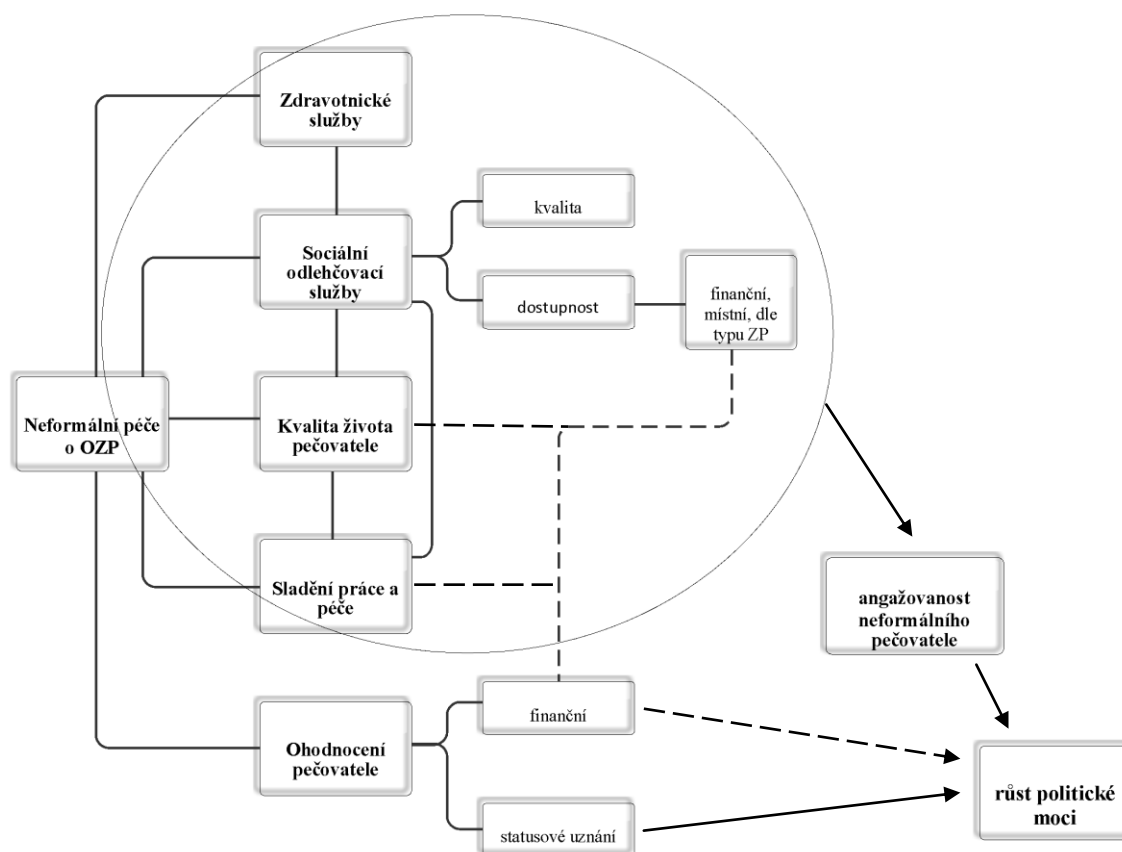 Zdravotnické
služby
kvalita
Sociální
odlehčovací
služby
dostupnost
finanční,
místní, dle
typu ZP
Neformální péče
o OZP
Kvalita života
pečovatele
Sladění práce a
péče
angažovanost
neformálního
pečovatele
Ohodnocení
pečovatele
finanční
statusové uznání
růst politické
moci